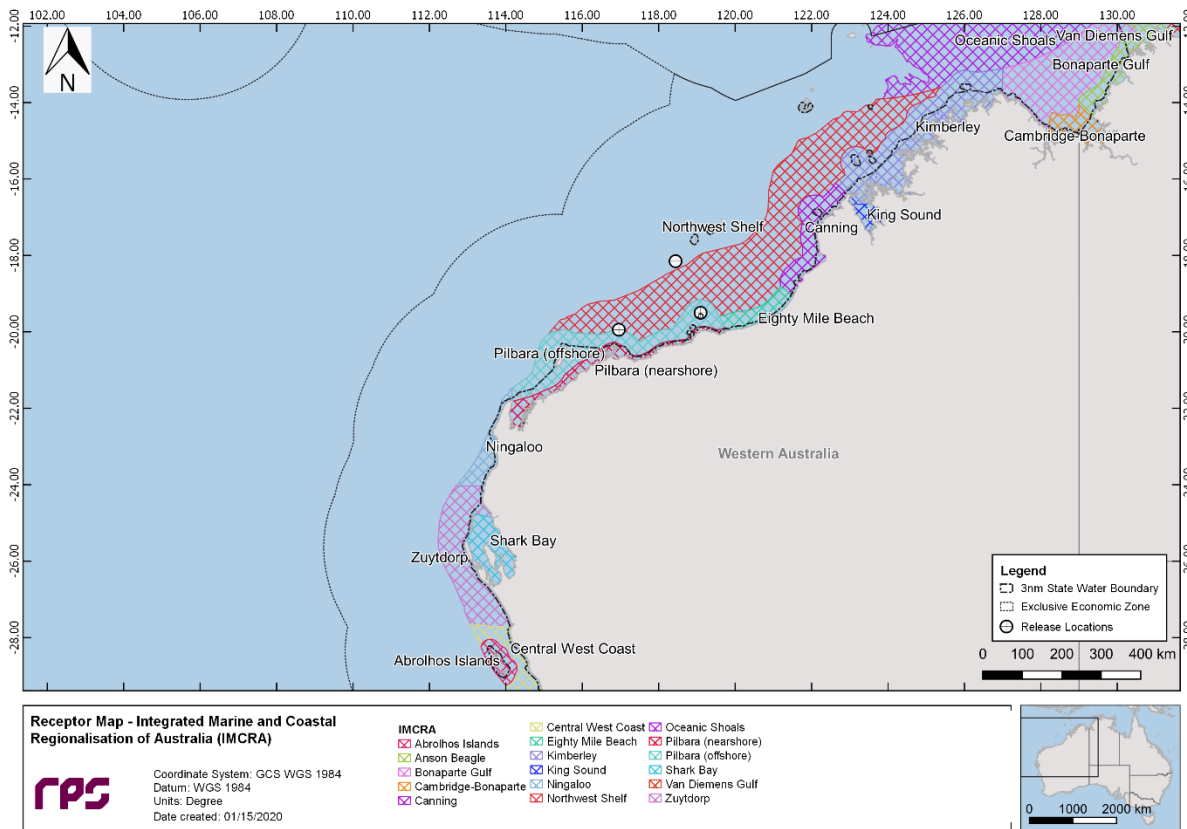 102.00 104.00 106.00 108.00 110.00 112.00 114.00 116.00 118.00 120.00 122.00 124.00 126.00 128.00 130.00
-12.00
-14.00
-16.00
-18.00
-20.00
-22.00
-24.00
-26.00
-28.00
N
Oceanic Shoals
Van Diemens Gulf
Bonaparte Gulf
Kimberley
Cambridge-Bonaparte
King Sound
Northwest Shelf
Canning
Eighty Mile Beach
Pilbara (offshore)
Pilbara (nearshore)
Ningaloo
Western Australia
Shark Bay
Zuytdorp
Central West Coast
Abrolhos Islands
Legend
3nm State Water Boundary
Exclusive Economic Zone
Release Locations
0 100 200 300 400 km
Receptor Map - Integrated Marine and Coastal
Regionalisation of Australia (IMCRA)
rps
Coordinate System: GCS WGS 1984
Datum: WGS 1984
Units: Degree
Date created: 01/15/2020
IMCRA
Abrolhos Islands
Anson Beagle
Bonaparte Gulf
Cambridge-Bonaparte
Canning
Central West Coast
Eighty Mile Beach
Kimberley
King Sound
Ningaloo
Northwest Shelf
Oceanic Shoals
Pilbara (nearshore)
Pilbara (offshore)
Shark Bay
Van Diemens Gulf
Zuytdorp
0 1000 2000 km